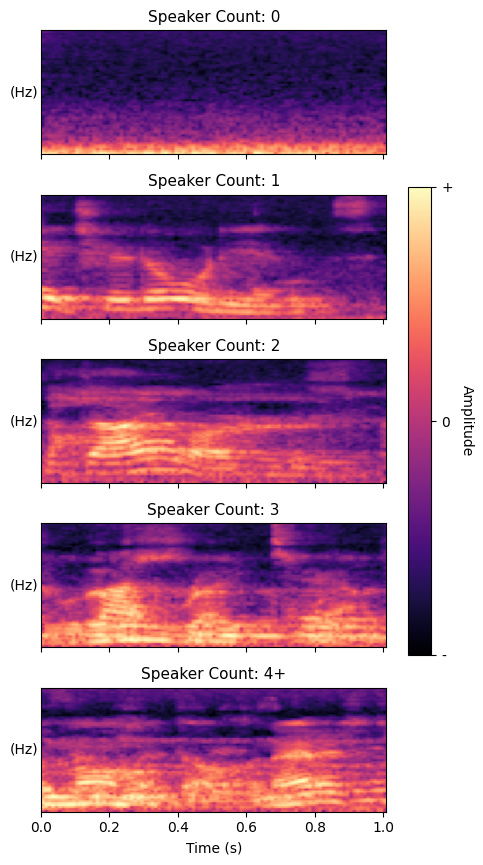 Speaker Count: 0
(Hz)
Speaker Count: 1
(Hz)
+
Speaker Count: 2
(Hz)
0
Amplitude
Speaker Count: 3
(Hz)
-
Speaker Count: 4+
(Hz)
0.0 0.2 0.4 0.6 0.8 1.0
Time (s)